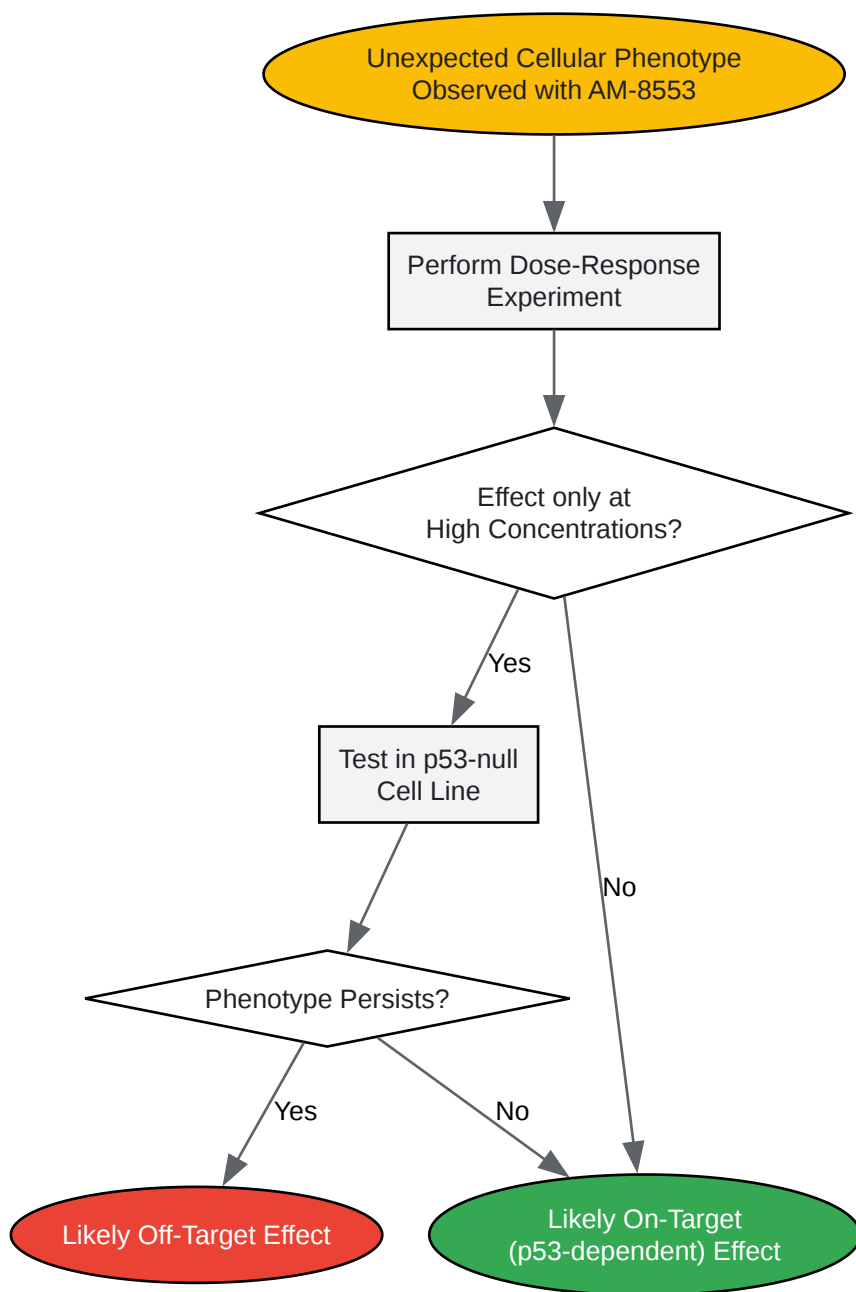 Unexpected Cellular Phenotype
Observed with AM-8553
Perform Dose-Response
Experiment
Effect only at
High Concentrations?
Yes
Test in p53-null
Cell Line
No
Phenotype Persists?
Yes
No
Likely Off-Target Effect
Likely On-Target
(p53-dependent) Effect